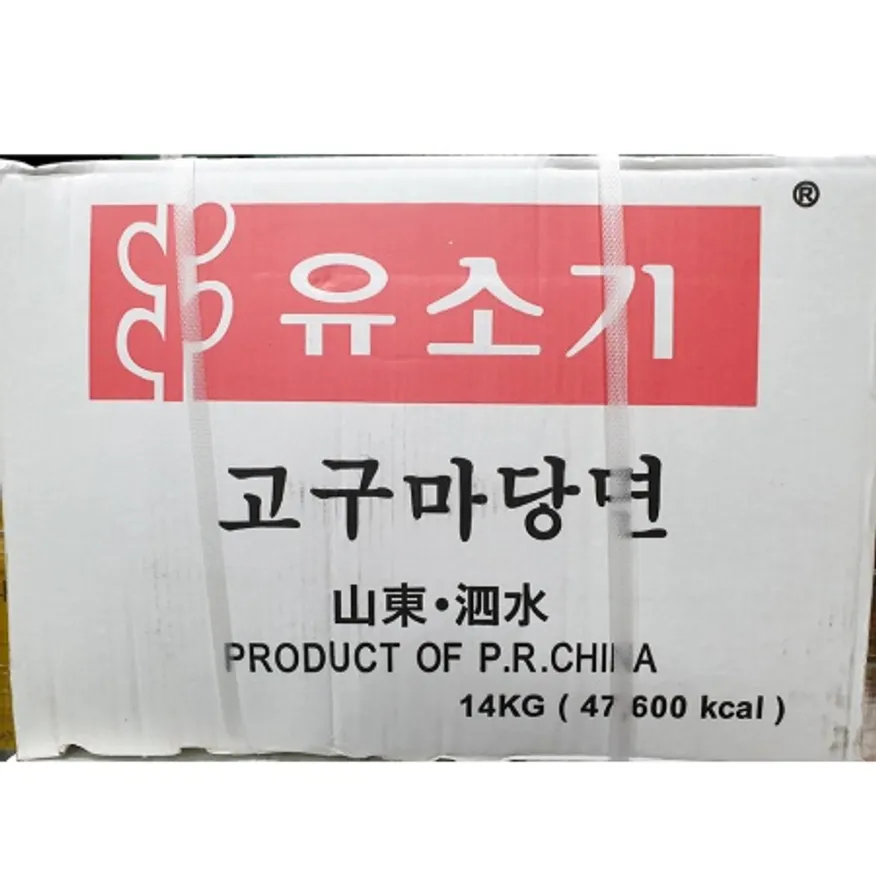 ®
유소기
고구마당면
山東·泗水
PRODUCT OF P.R.CHINA
14KG ( 47,600 kcal )